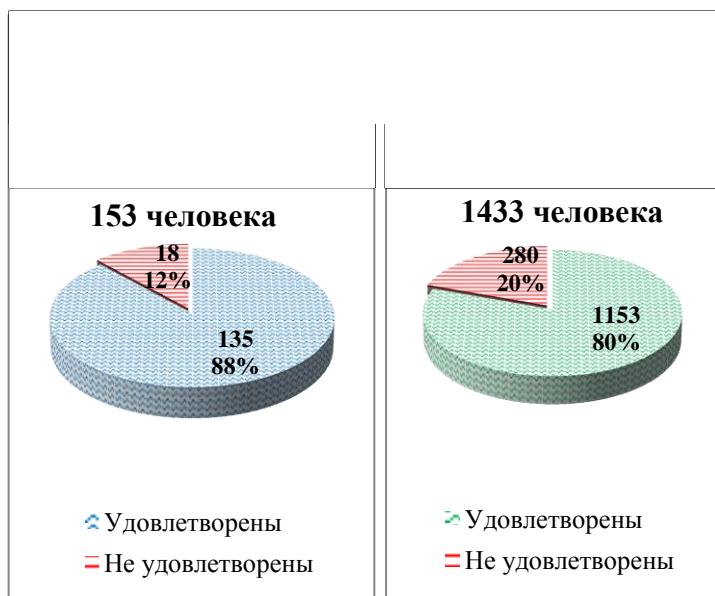 153 человека
18
12%
135
88%
Удовлетворены
Не удовлетворены
1433 человека
280
20%
1153
80%
Удовлетворены
Не удовлетворены